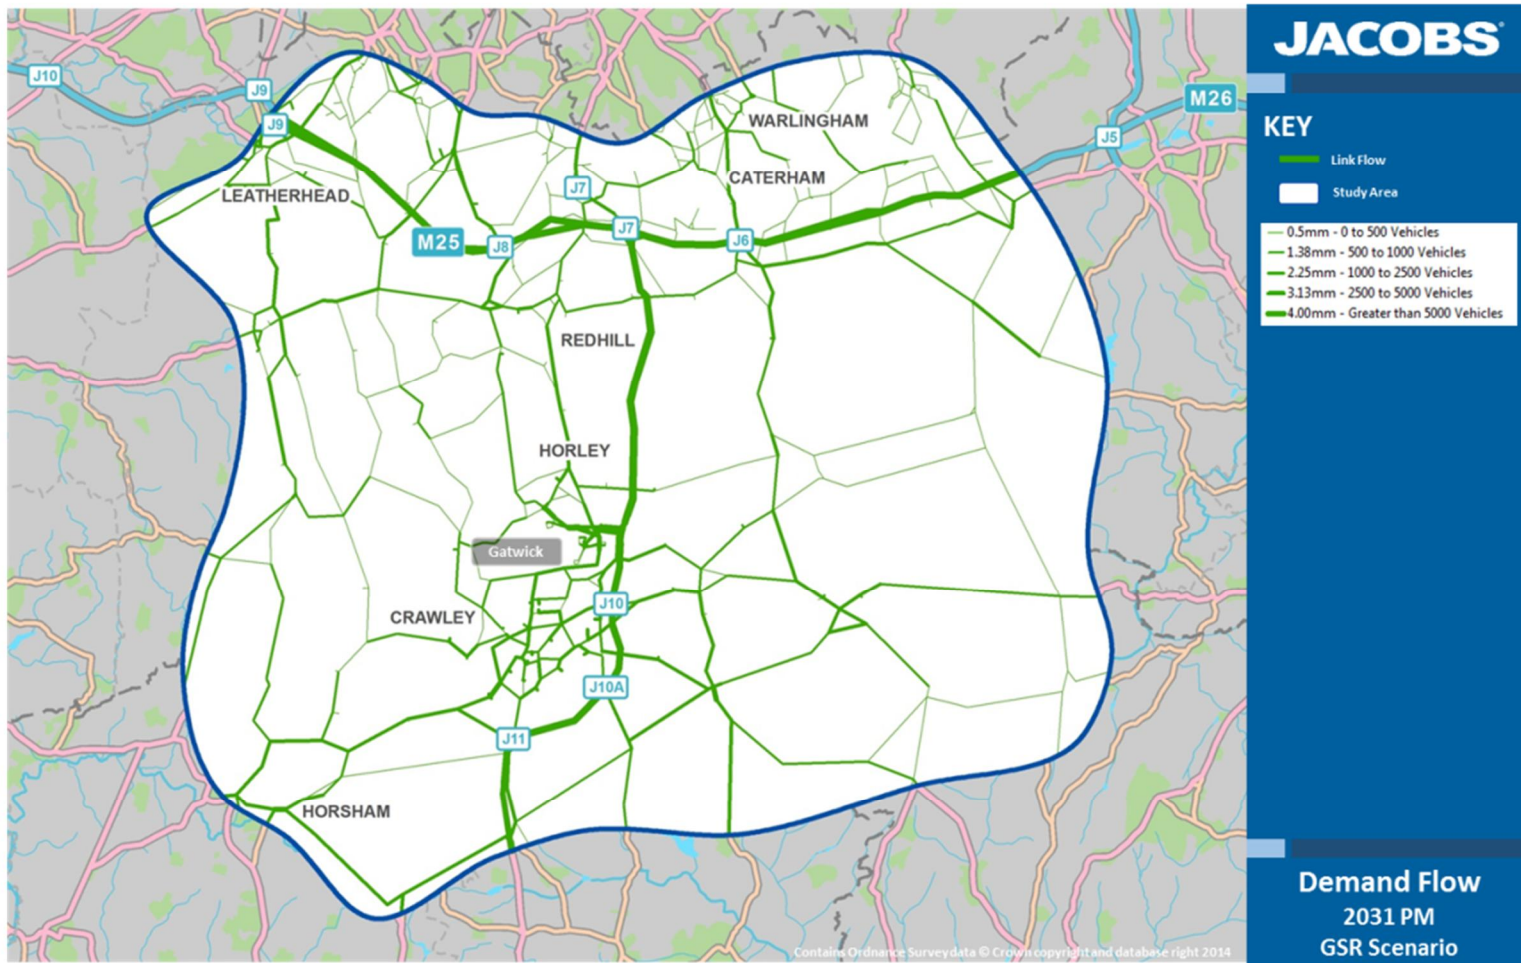 JACOBS
KEY
Link Flow
Study Area
0.5mm - 0 to 500 Vehicles
1.38mm - 500 to 1000 Vehicles
2.25mm - 1000 to 2500 Vehicles
3.13mm - 2500 to 5000 Vehicles
4.00mm - Greater than 5000 Vehicles
J10
J9
J9
M26
J5
WARLINGHAM
CATERHAM
LEATHERHEAD
J7
J7
M25
J8
J6
REDHILL
HORLEY
Gatwick
CRAWLEY
J10
J10A
J11
HORSHAM
Contains Ordnance Survey data © Crown copyright and database right 2014
Demand Flow
2031 PM
GSR Scenario